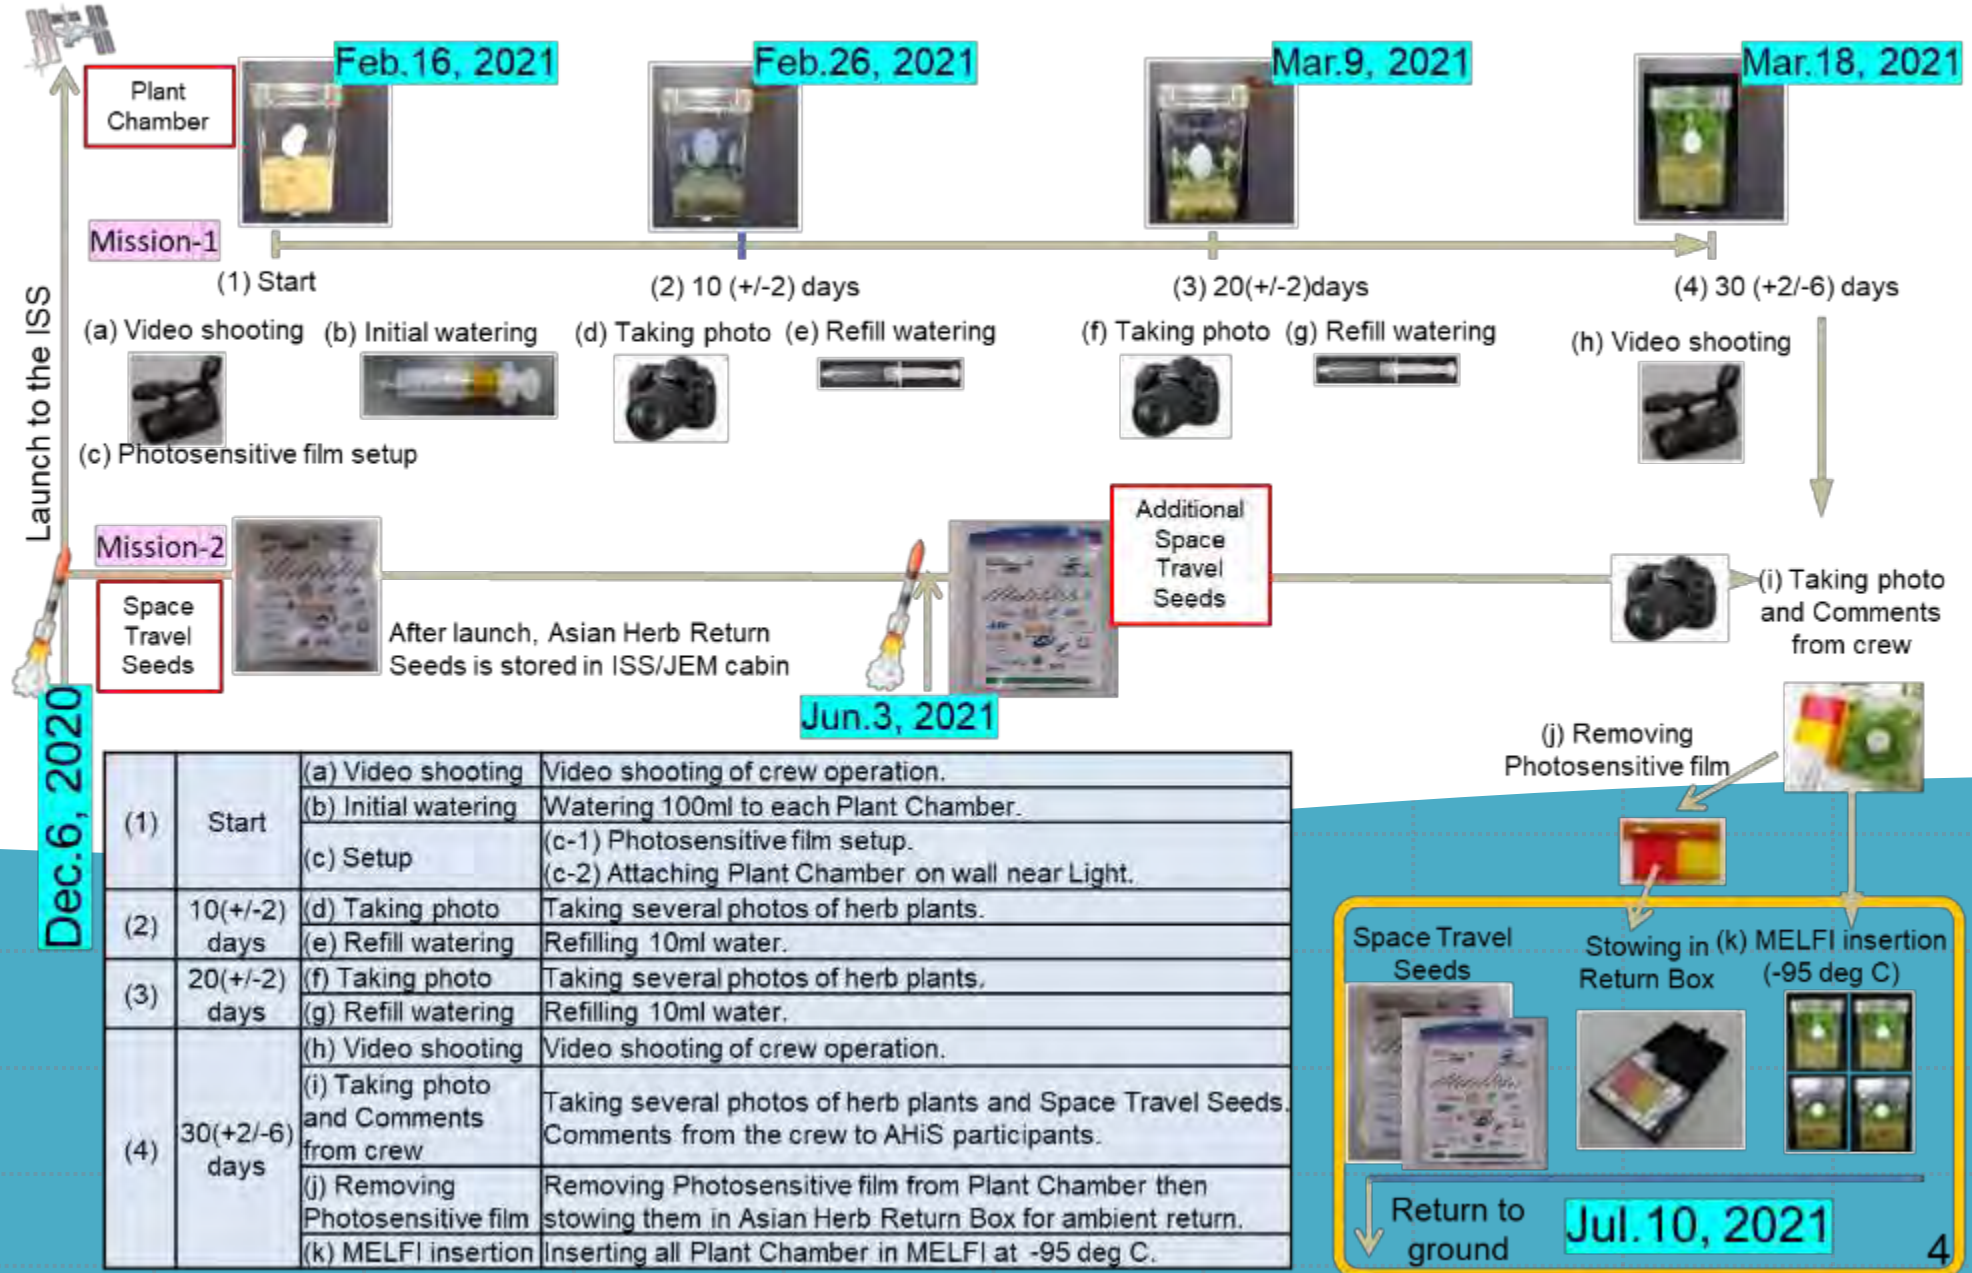 Feb.16, 2021
Feb.26, 2021
Mar.9, 2021
Mar.18, 2021
Plant
Chamber
Mission-1
(1) Start
(2) 10 (+/-2) days
(3) 20(+/-2)days
(4) 30 (+2/-6) days
Launch to the ISS
(a) Video shooting
(b) Initial watering
(d) Taking photo
(e) Refill watering
(f) Taking photo
(g) Refill watering
(h) Video shooting
(c) Photosensitive film setup
Mission-2
Space
Travel
Seeds
After launch, Asian Herb Return
Seeds is stored in ISS/JEM cabin
Additional
Space
Travel
Seeds
(i) Taking photo
and Comments
from crew
Dec.6, 2020
Jun.3, 2021
(j) Removing
Photosensitive film
(1)
Start
(a) Video shooting
Video shooting of crew operation.
(b) Initial watering
Watering 100ml to each Plant Chamber.
(c) Setup
(c-1) Photosensitive film setup.
(c-2) Attaching Plant Chamber on wall near Light.
(2)
10(+/-2)
days
(d) Taking photo
Taking several photos of herb plants.
(e) Refill watering
Refilling 10ml water.
(3)
20(+/-2)
days
(f) Taking photo
Taking several photos of herb plants.
(g) Refill watering
Refilling 10ml water.
(4)
30(+2/-6)
days
(h) Video shooting
Video shooting of crew operation.
(i) Taking photo
and Comments
from crew
Taking several photos of herb plants and Space Travel Seeds.
Comments from the crew to AHiS participants.
(j) Removing
Photosensitive film
Removing Photosensitive film from Plant Chamber then
stowing them in Asian Herb Return Box for ambient return.
(k) MELFI insertion
Inserting all Plant Chamber in MELFI at -95 deg C.
Space Travel
Seeds
Stowing in
Return Box
(k) MELFI insertion
(-95 deg C)
Return to
ground
Jul.10, 2021
4